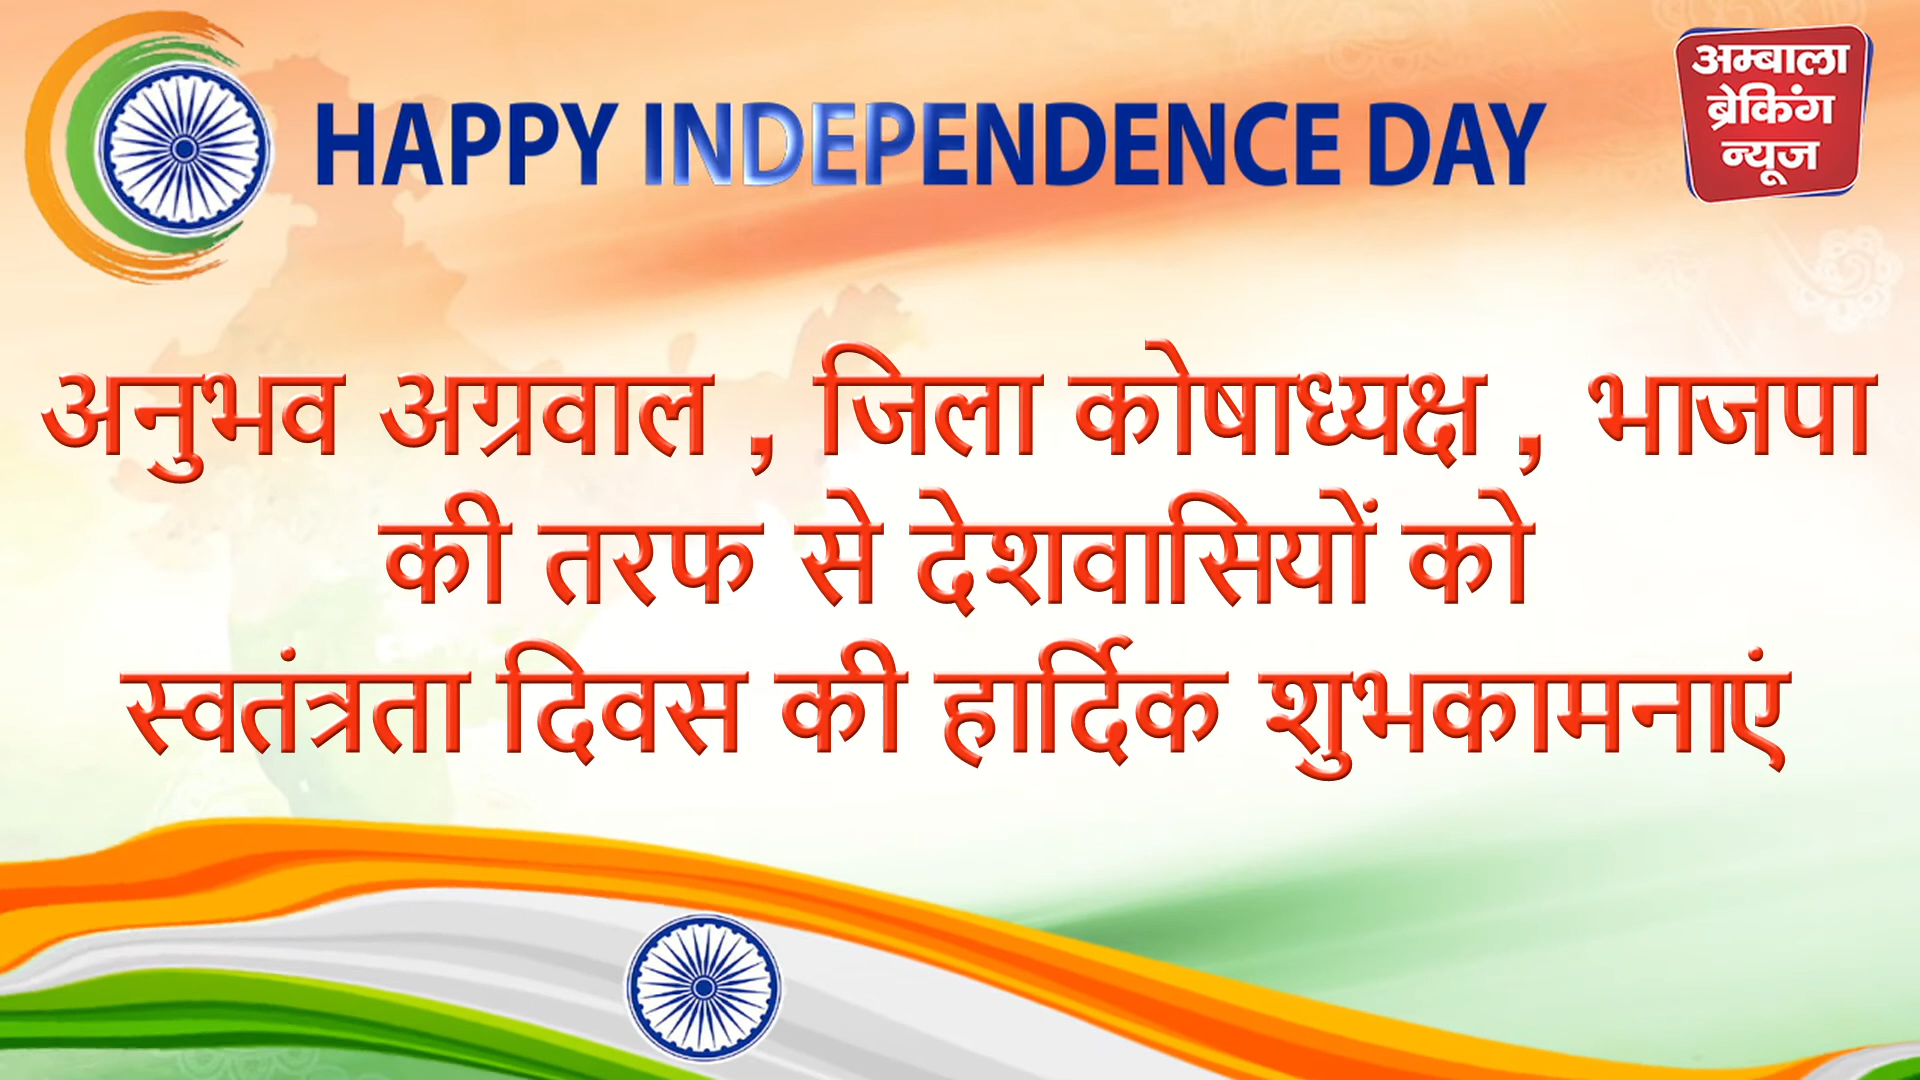 HAPPY INDEPENDENCE DAY
अम्बाला
ब्रेकिंग
न्यूज
अनुभव अग्रवाल , जिला कोषाध्यक्ष , भाजपा
की तरफ से देशवासियों को
स्वतंत्रता दिवस की हार्दिक शुभकामनाएं